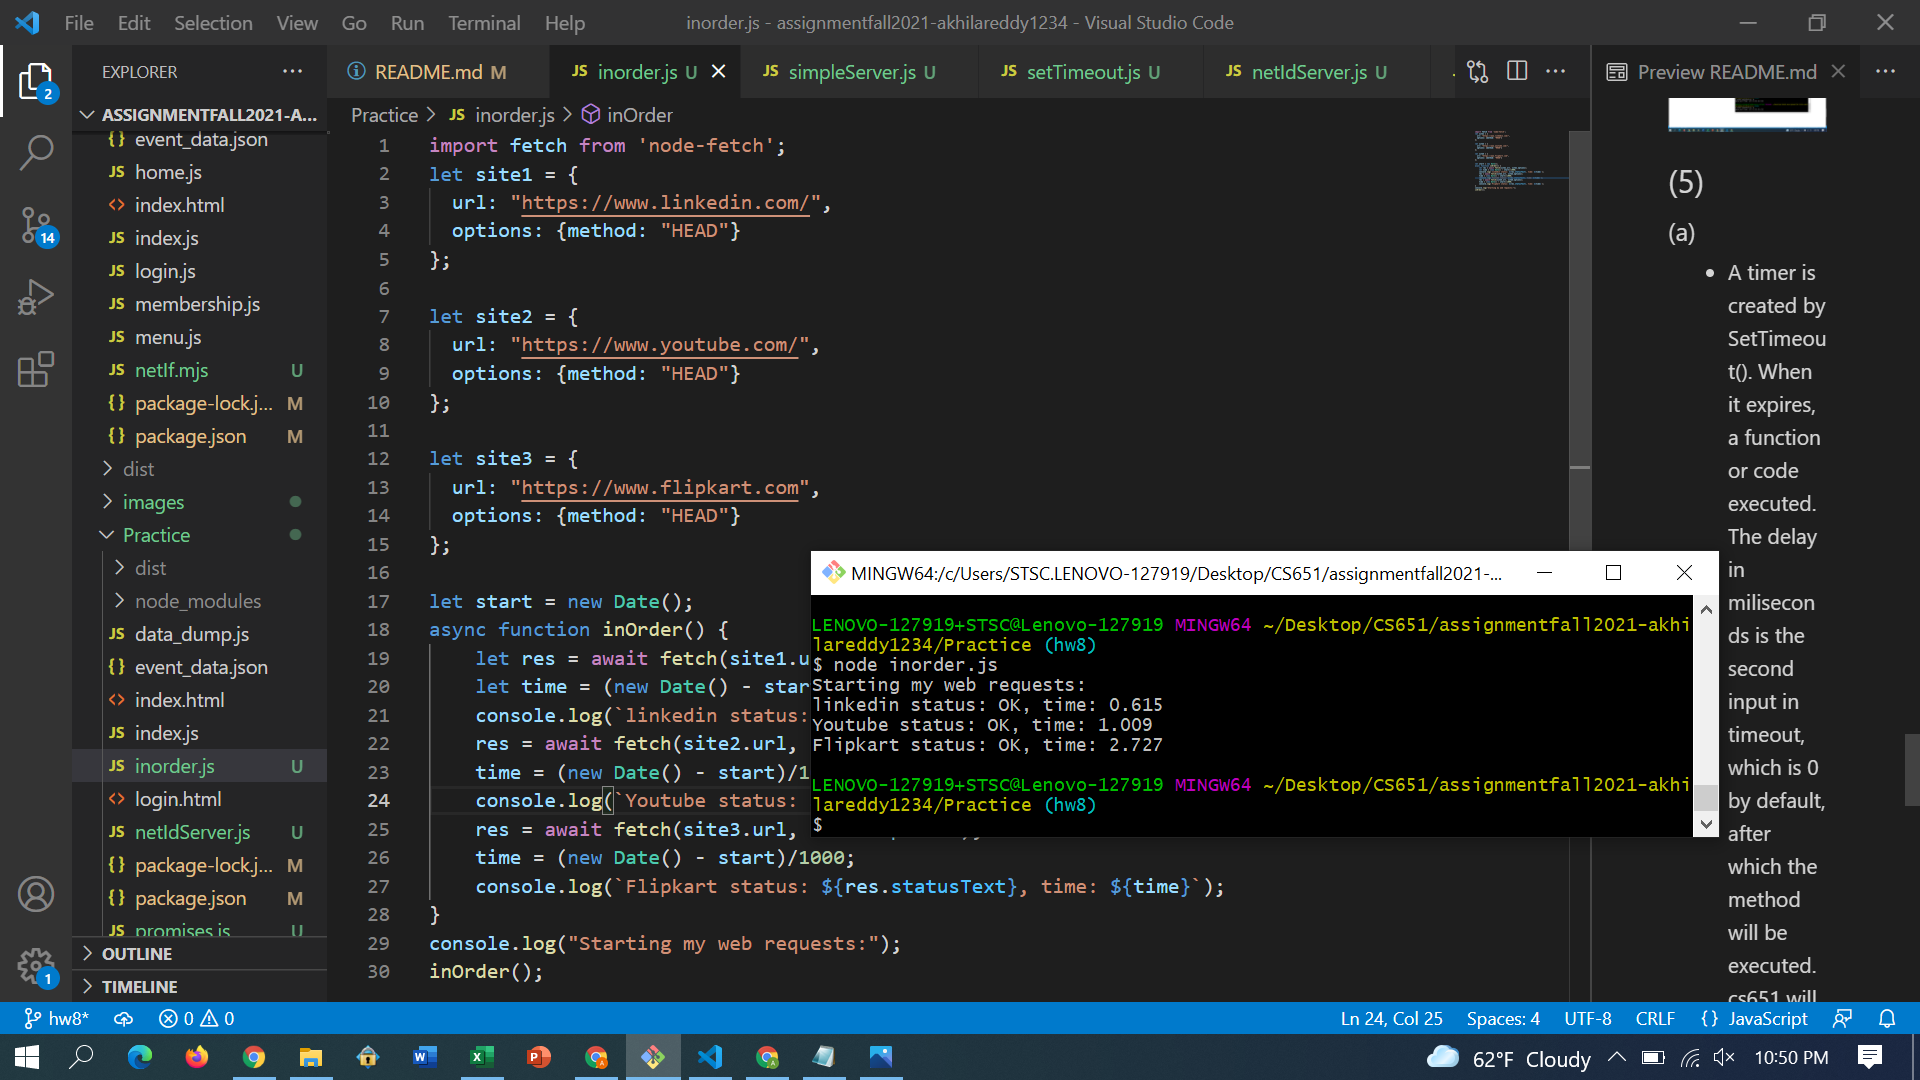 File Edit Selection View Go Run Terminal Help
inorder.js - assignmentfall2021-akhilareddy1234 - Visual Studio Code
EXPLORER
README.md M
JS inorder.js U
JS simpleServer.js U
JS setTimeout.js U
JS netIdServer.js U
Preview README.md
2
14
1
ASSIGNMENTFALL2021-A...
{} event_data.json
JS home.js
<> index.html
JS index.js
JS login.js
JS membership.js
JS menu.js
JS netIf.mjs U
{} package-lock.j... M
{} package.json M
dist
images
Practice
dist
node_modules
JS data_dump.js
{} event_data.json
<> index.html
JS index.js
JS inorder.js U
<> login.html
JS netIdServer.js U
{} package-lock.j... M
{} package.json M
JS promises.js U
OUTLINE
TIMELINE
Practice > JS inorder.js > inOrder
1 import fetch from 'node-fetch';
2 let site1 = {
3 url: "https://www.linkedin.com/",
4 options: {method: "HEAD"}
5 };
6
7 let site2 = {
8 url: "https://www.youtube.com/",
9 options: {method: "HEAD"}
10 };
11
12 let site3 = {
13 url: "https://www.flipkart.com",
14 options: {method: "HEAD"}
15 };
16
17 let start = new Date();
18 async function inOrder() {
19 let res = await fetch(site1.u
20 let time = (new Date() - star
21 console.log(`linkedin status:
22 res = await fetch(site2.url,
23 time = (new Date() - start)/1
24 console.log(`Youtube status:
25 res = await fetch(site3.url,
26 time = (new Date() - start)/1000;
27 console.log(`Flipkart status: ${res.statusText}, time: ${time}`);
28 }
29 console.log("Starting my web requests:");
30 inOrder();
MINGW64:/c/Users/STSC.LENOVO-127919/Desktop/CS651/assignmentfall2021-...
LENOVO-127919+STSC@Lenovo-127919 MINGW64 ~/Desktop/CS651/assignmentfall2021-akhi
lareddy1234/Practice (hw8)
$ node inorder.js
Starting my web requests:
linkedin status: OK, time: 0.615
Youtube status: OK, time: 1.009
Flipkart status: OK, time: 2.727
LENOVO-127919+STSC@Lenovo-127919 MINGW64 ~/Desktop/CS651/assignmentfall2021-akhi
lareddy1234/Practice (hw8)
$
(5)
(a)
• A timer is
created by
SetTimeou
t(). When
it expires,
a function
or code
executed.
The delay
in
milisecon
ds is the
second
input in
timeout,
which is 0
by default,
after
which the
method
will be
executed.
cs651 will
hw8* 0 0
Ln 24, Col 25 Spaces: 4 UTF-8 CRLF {} JavaScript
62°F Cloudy 10:50 PM